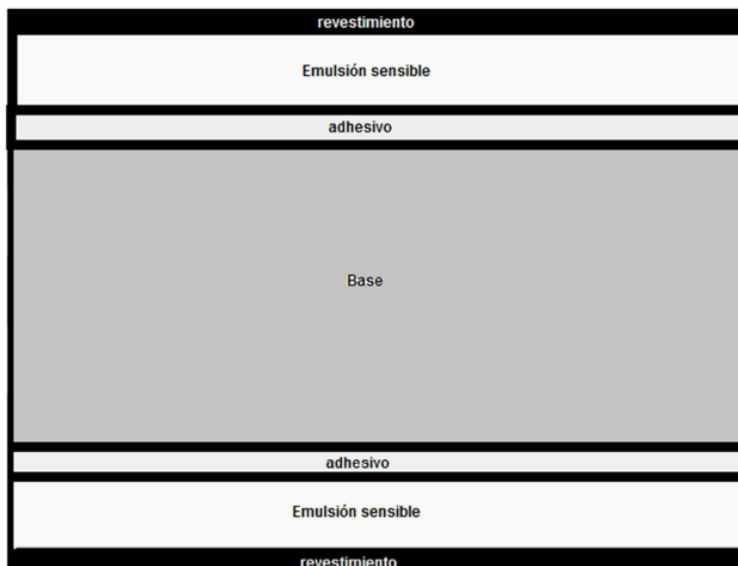 revestimiento
Emulsión sensible
adhesivo
Base
adhesivo
Emulsión sensible
revestimiento